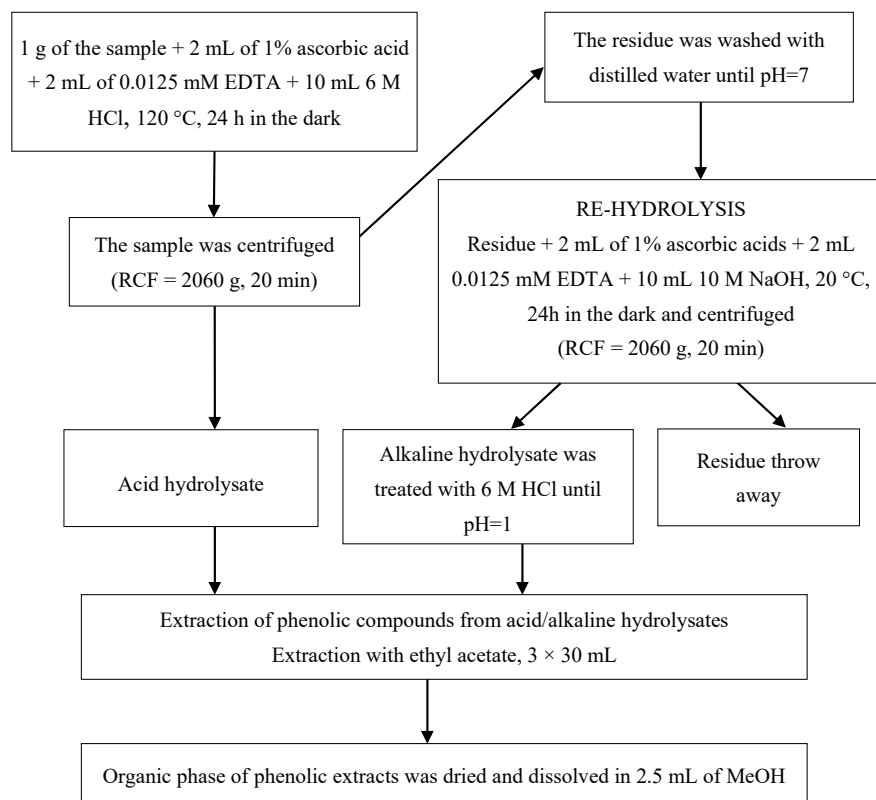 1 g of the sample + 2 mL of 1% ascorbic acid
+ 2 mL of 0.0125 mM EDTA + 10 mL 6 M
HCl, 120 °C, 24 h in the dark
The residue was washed with
distilled water until pH=7
The sample was centrifuged
(RCF = 2060 g, 20 min)
RE-HYDROLYSIS
Residue + 2 mL of 1% ascorbic acids + 2 mL
0.0125 mM EDTA + 10 mL 10 M NaOH, 20 °C,
24h in the dark and centrifuged
(RCF = 2060 g, 20 min)
Acid hydrolysate
Alkaline hydrolysate was
treated with 6 M HCl until
pH=1
Residue throw
away
Extraction of phenolic compounds from acid/alkaline hydrolysates
Extraction with ethyl acetate, 3 × 30 mL
Organic phase of phenolic extracts was dried and dissolved in 2.5 mL of MeOH